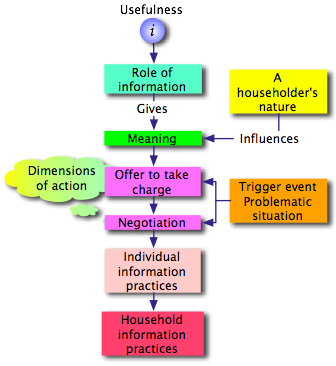 Usefulness
i
Role of
information
A
householder's
nature
Gives
Meaning
Influences
Dimensions
of action
Offer to take
charge
Trigger event
Problematic
situation
Negotiation
Individual
information
practices
Household
information
practices